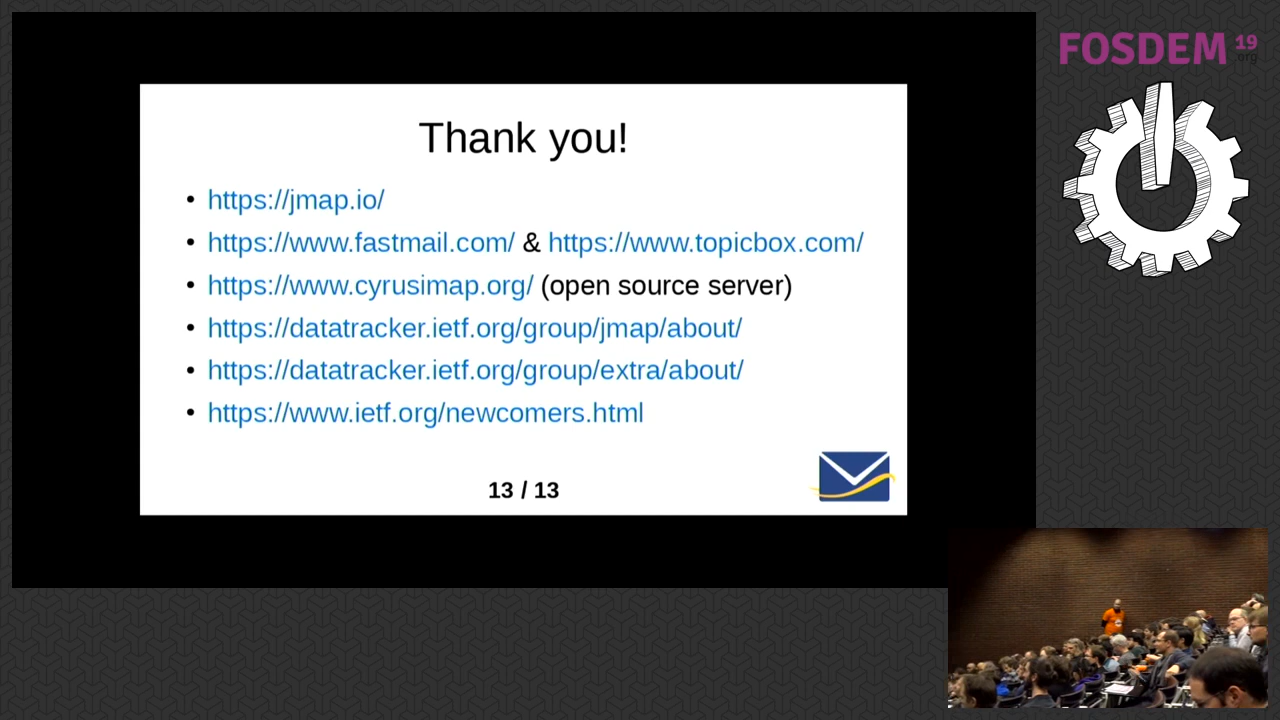 FOSDEM 19
.org
Thank you!
• https://jmap.io/
• https://www.fastmail.com/ & https://www.topicbox.com/
• https://www.cyrusimap.org/ (open source server)
• https://datatracker.ietf.org/group/jmap/about/
• https://datatracker.ietf.org/group/extra/about/
• https://www.ietf.org/newcomers.html
13 / 13